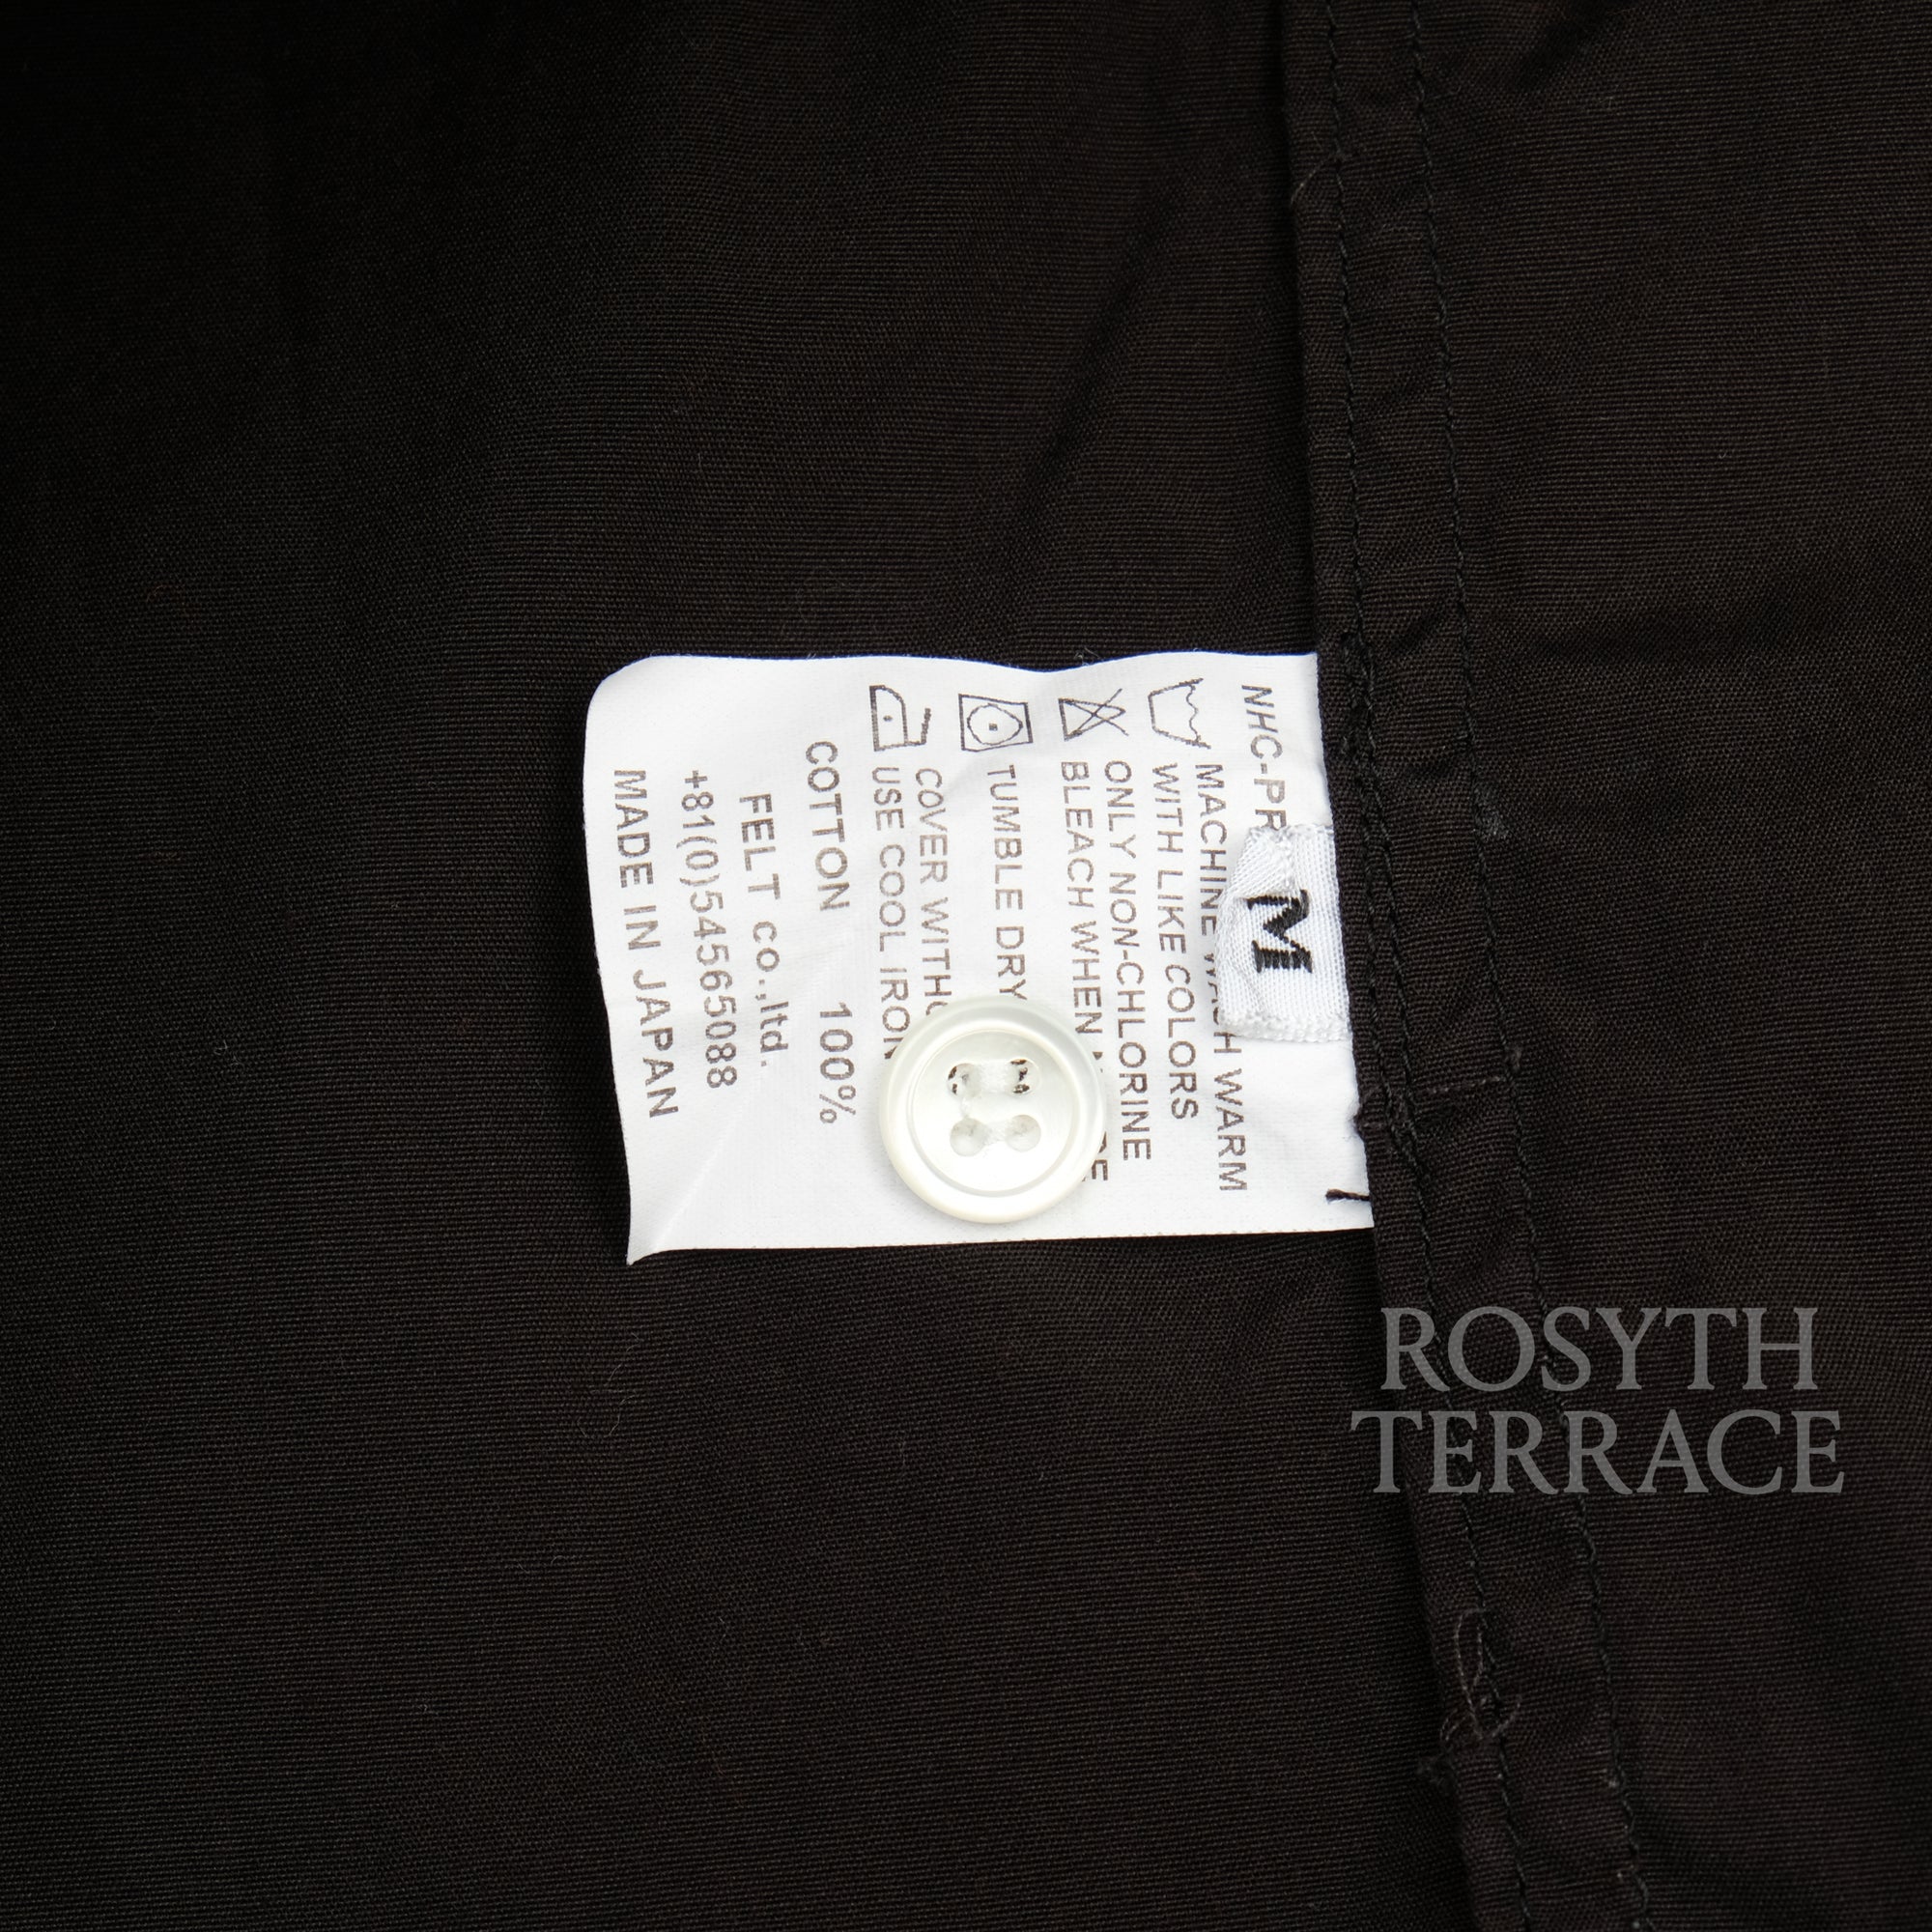 NHC-PR
M
MACHINE WASH WARM
WITH LIKE COLORS
ONLY NON-CHLORINE
BLEACH WHEN
TUMBLE DRY
COVER
USE COOL IRON
COTTON 100%
FELT co.,ltd.
+81(0)54565088
MADE IN JAPAN
ROSYTH
TERRACE